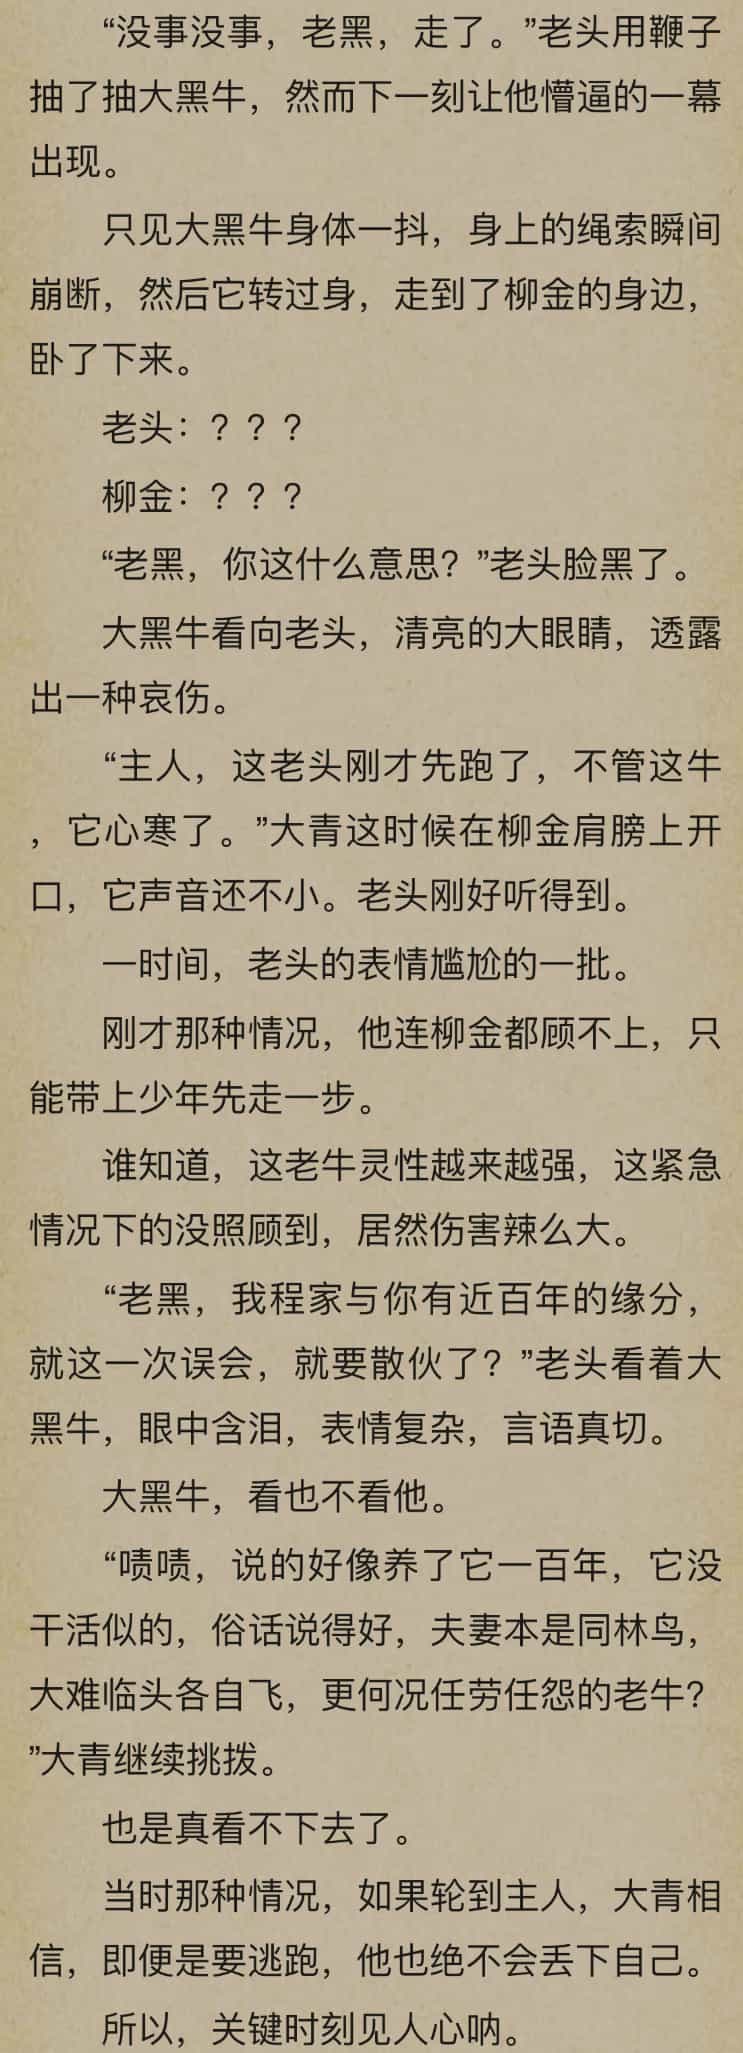 “没事没事，老黑，走了。”老头用鞭子
抽了抽大黑牛，然而下一刻让他懵逼的一幕
出现。
只见大黑牛身体一抖，身上的绳索瞬间
崩断，然后它转过身，走到了柳金的身边，
卧了下来。
老头：？？？
柳金：？？？
“老黑，你这什么意思？”老头脸黑了。
大黑牛看向老头，清亮的大眼睛，透露
出一种哀伤。
“主人，这老头刚才先跑了，不管这牛
，它心寒了。”大青这时候在柳金肩膀上开
口，它声音还不小。老头刚好听得到。
一时间，老头的表情尴尬的一批。
刚才那种情况，他连柳金都顾不上，只
能带上少年先走一步。
谁知道，这老牛灵性越来越强，这紧急
情况下的没照顾到，居然伤害辣么大。
“老黑，我程家与你有近百年的缘分，
就这一次误会，就要散伙了？”老头看着大
黑牛，眼中含泪，表情复杂，言语真切。
大黑牛，看也不看他。
“啧啧，说的好像养了它一百年，它没
干活似的，俗话说得好，夫妻本是同林鸟，
大难临头各自飞，更何况任劳任怨的老牛？
”大青继续挑拨。
也是真看不下去了。
当时那种情况，如果轮到主人，大青相
信，即便是要逃跑，他也绝不会丢下自己。
所以，关键时刻见人心呐。